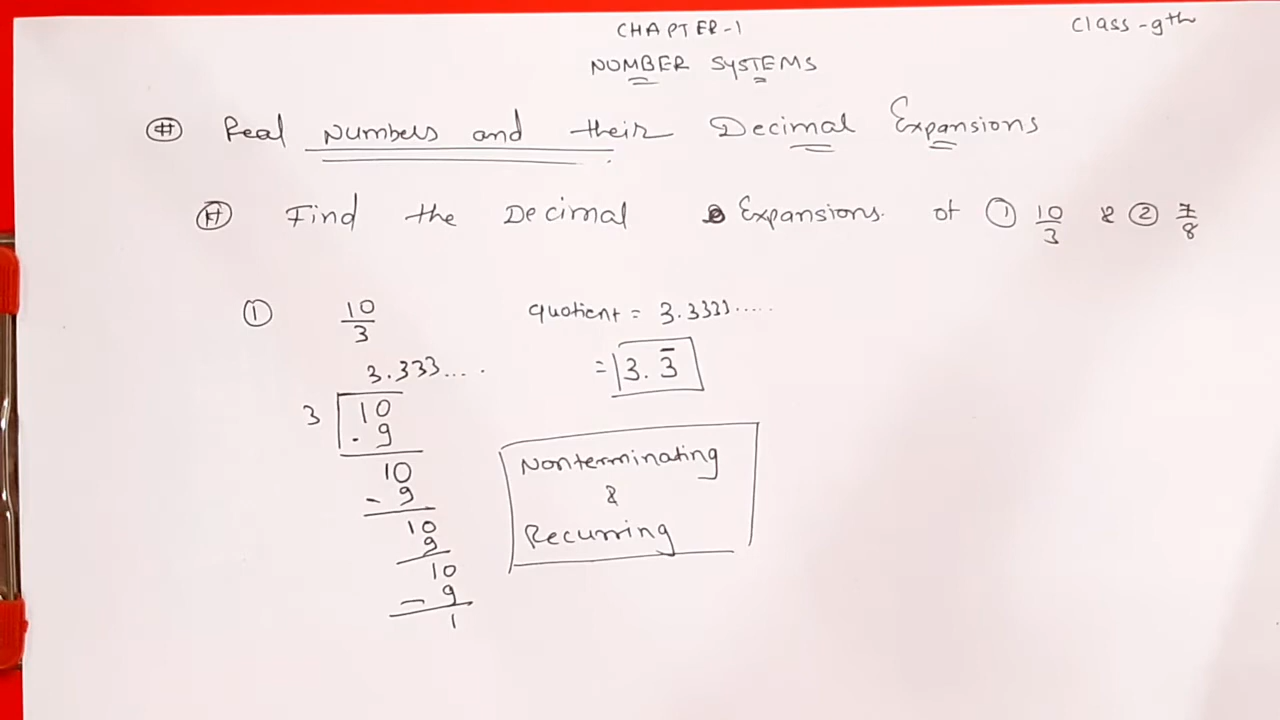 CHAPTER-1
Class-9th
NUMBER SYSTEMS
# Real Numbers and their Decimal Expansions
# Find the Decimal Expansions. of ① 10/3 & ② 7/8
① 10/3
quotient = 3.3333.....
= 3.3̅
3.333....
3 10
- 9
10
- 9
10
9
10
- 9
1
Nonterminating
&
Recurring